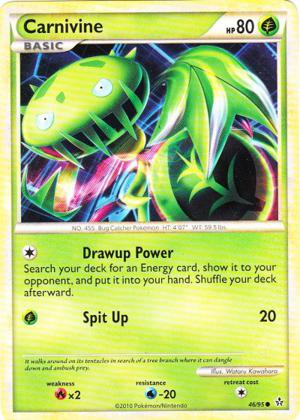 Carnivine HP 80
BASIC
NO. 455 Bug Catcher Pokémon HT: 4'07" WT: 59.5 lbs.
Drawup Power
Search your deck for an Energy card, show it to your
opponent, and put it into your hand. Shuffle your deck
afterward.
Spit Up 20
It walks around on its tentacles in search of a tree branch where it can dangle
down and ambush prey.
Illus. Wataru Kawahara
weakness resistance retreat cost
×2 -20
©2010 Pokémon/Nintendo 46/95